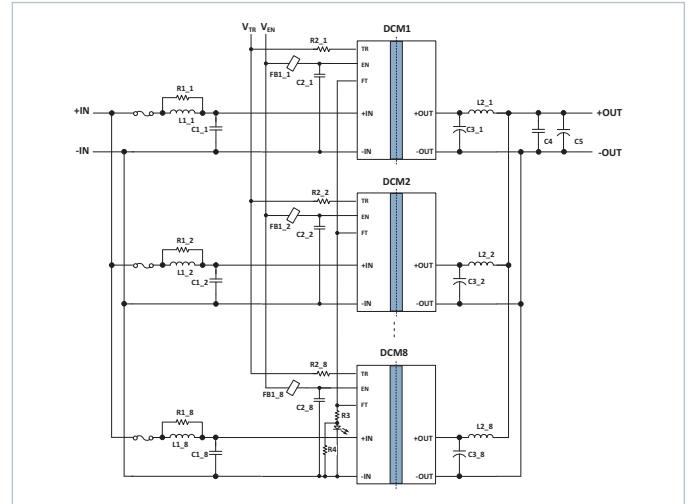 V_TR V_EN
DCM1
R2_1
TR
EN
FB1_1
C2_1
FT
R1_1
+IN
L1_1
C1_1
+IN
+OUT
L2_1
+OUT
C3_1
C4
C5
-IN
-IN
-OUT
-OUT
DCM2
R2_2
TR
EN
FB1_2
C2_2
FT
R1_2
L1_2
C1_2
+IN
+OUT
L2_2
C3_2
-IN
-OUT
DCM8
R2_8
TR
EN
FB1_8
C2_8
FT
R3
R1_8
L1_8
C1_8
R4
+IN
+OUT
L2_8
C3_8
-IN
-OUT